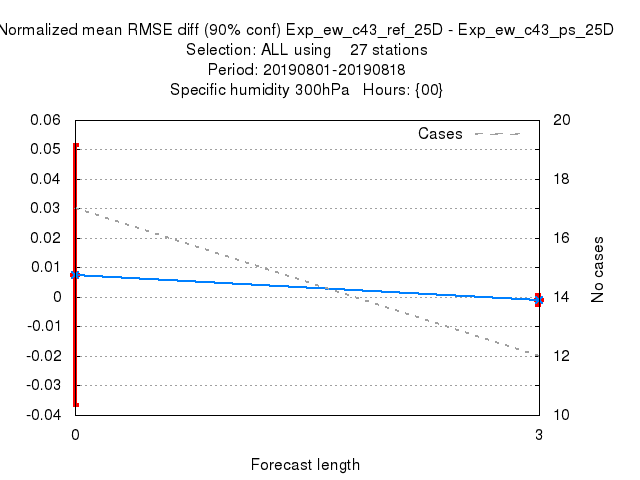 Normalized mean RMSE diff (90% conf) Exp_ew_c43_ref_25D - Exp_ew_c43_ps_25D
Selection: ALL using    27 stations
Period: 20190801-20190818
Specific humidity 300hPa   Hours: {00}
Cases
0.06
0.05
0.04
0.03
0.02
0.01
0
-0.01
-0.02
-0.03
-0.04
20
18
16
14
12
10
No cases
0
3
Forecast length